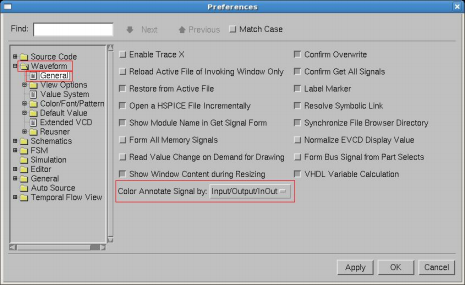 Preferences
Find:
Next
Previous
Match Case
Source Code
Waveform
General
View Options
Value System
Color/Font/Pattern
Default Value
Extended VCD
Reusner
Schematics
FSM
Simulation
Editor
General
Auto Source
Temporal Flow View
Enable Trace X
Confirm Overwrite
Reload Active File of Invoking Window Only
Confirm Get All Signals
Restore from Active File
Label Marker
Open a HSPICE File Incrementally
Resolve Symbolic Link
Show Module Name in Get Signal Form
Synchronize File Browser Directory
Form All Memory Signals
Normalize EVCD Display Value
Read Value Change on Demand for Drawing
Form Bus Signal from Part Selects
Show Window Content during Resizing
VHDL Variable Calculation
Color Annotate Signal by: Input/Output/InOut
Apply
OK
Cancel